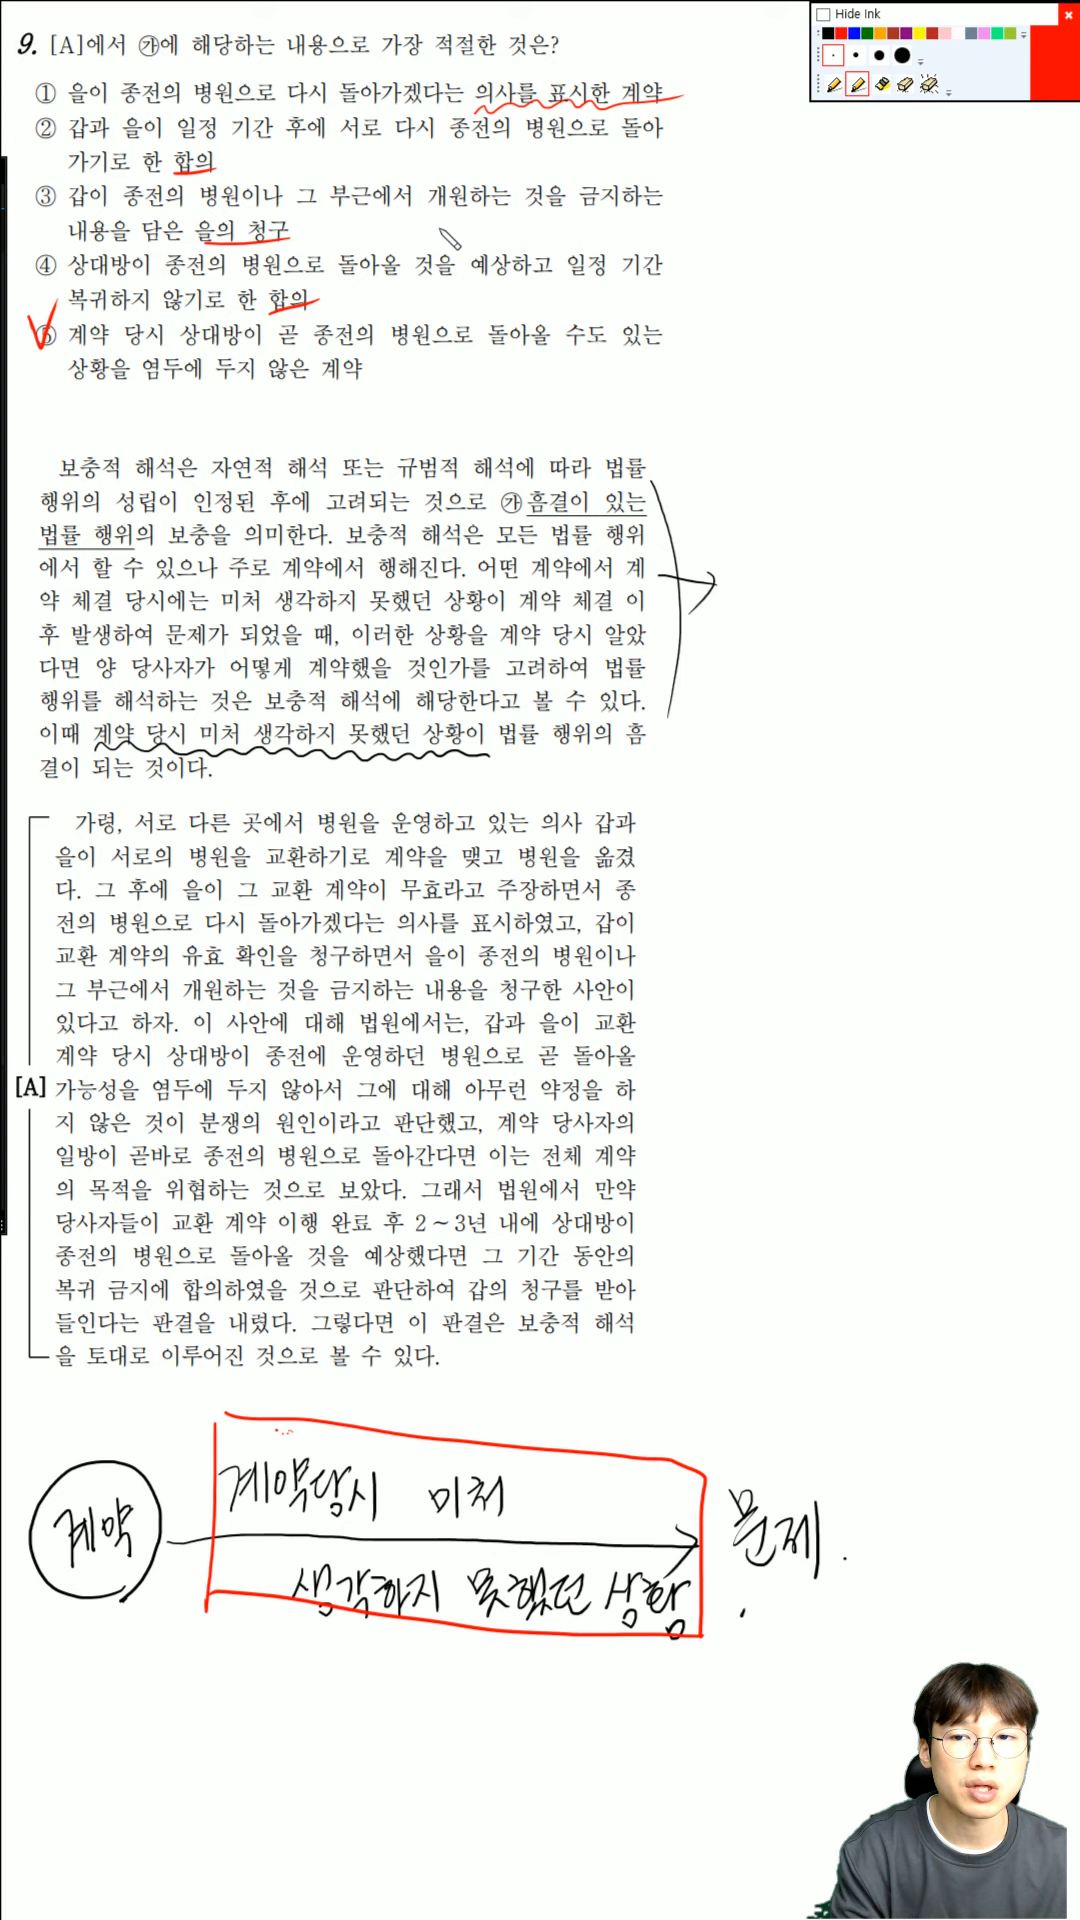 Hide Ink
9. [A]에서 ㉮에 해당하는 내용으로 가장 적절한 것은?
① 을이 종전의 병원으로 다시 돌아가겠다는 의사를 표시한 계약
② 갑과 을이 일정 기간 후에 서로 다시 종전의 병원으로 돌아
가기로 한 합의
③ 갑이 종전의 병원이나 그 부근에서 개원하는 것을 금지하는
내용을 담은 을의 청구
④ 상대방이 종전의 병원으로 돌아올 것을 예상하고 일정 기간
복귀하지 않기로 한 합의
⑤ 계약 당시 상대방이 곧 종전의 병원으로 돌아올 수도 있는
상황을 염두에 두지 않은 계약
보충적 해석은 자연적 해석 또는 규범적 해석에 따라 법률
행위의 성립이 인정된 후에 고려되는 것으로 ㉮ 흠결이 있는
법률 행위의 보충을 의미한다. 보충적 해석은 모든 법률 행위
에서 할 수 있으나 주로 계약에서 행해진다. 어떤 계약에서 계
약 체결 당시에는 미처 생각하지 못했던 상황이 계약 체결 이
후 발생하여 문제가 되었을 때, 이러한 상황을 계약 당시 알았
다면 양 당사자가 어떻게 계약했을 것인가를 고려하여 법률
행위를 해석하는 것은 보충적 해석에 해당한다고 볼 수 있다.
이때 계약 당시 미처 생각하지 못했던 상황이 법률 행위의 흠
결이 되는 것이다.
가령, 서로 다른 곳에서 병원을 운영하고 있는 의사 갑과
을이 서로의 병원을 교환하기로 계약을 맺고 병원을 옮겼
다. 그 후에 을이 그 교환 계약이 무효라고 주장하면서 종
전의 병원으로 다시 돌아가겠다는 의사를 표시하였고, 갑이
교환 계약의 유효 확인을 청구하면서 을이 종전의 병원이나
그 부근에서 개원하는 것을 금지하는 내용을 청구한 사안이
있다고 하자. 이 사안에 대해 법원에서는, 갑과 을이 교환
계약 당시 상대방이 종전에 운영하던 병원으로 곧 돌아올
[A] 가능성을 염두에 두지 않아서 그에 대해 아무런 약정을 하
지 않은 것이 분쟁의 원인이라고 판단했고, 계약 당사자의
일방이 곧바로 종전의 병원으로 돌아간다면 이는 전체 계약
의 목적을 위협하는 것으로 보았다. 그래서 법원에서 만약
당사자들이 교환 계약 이행 완료 후 2~3년 내에 상대방이
종전의 병원으로 돌아올 것을 예상했다면 그 기간 동안의
복귀 금지에 합의하였을 것으로 판단하여 갑의 청구를 받아
들인다는 판결을 내렸다. 그렇다면 이 판결은 보충적 해석
을 토대로 이루어진 것으로 볼 수 있다.
계약당시 미처
계약
문제.
생각하지 못했던 상황